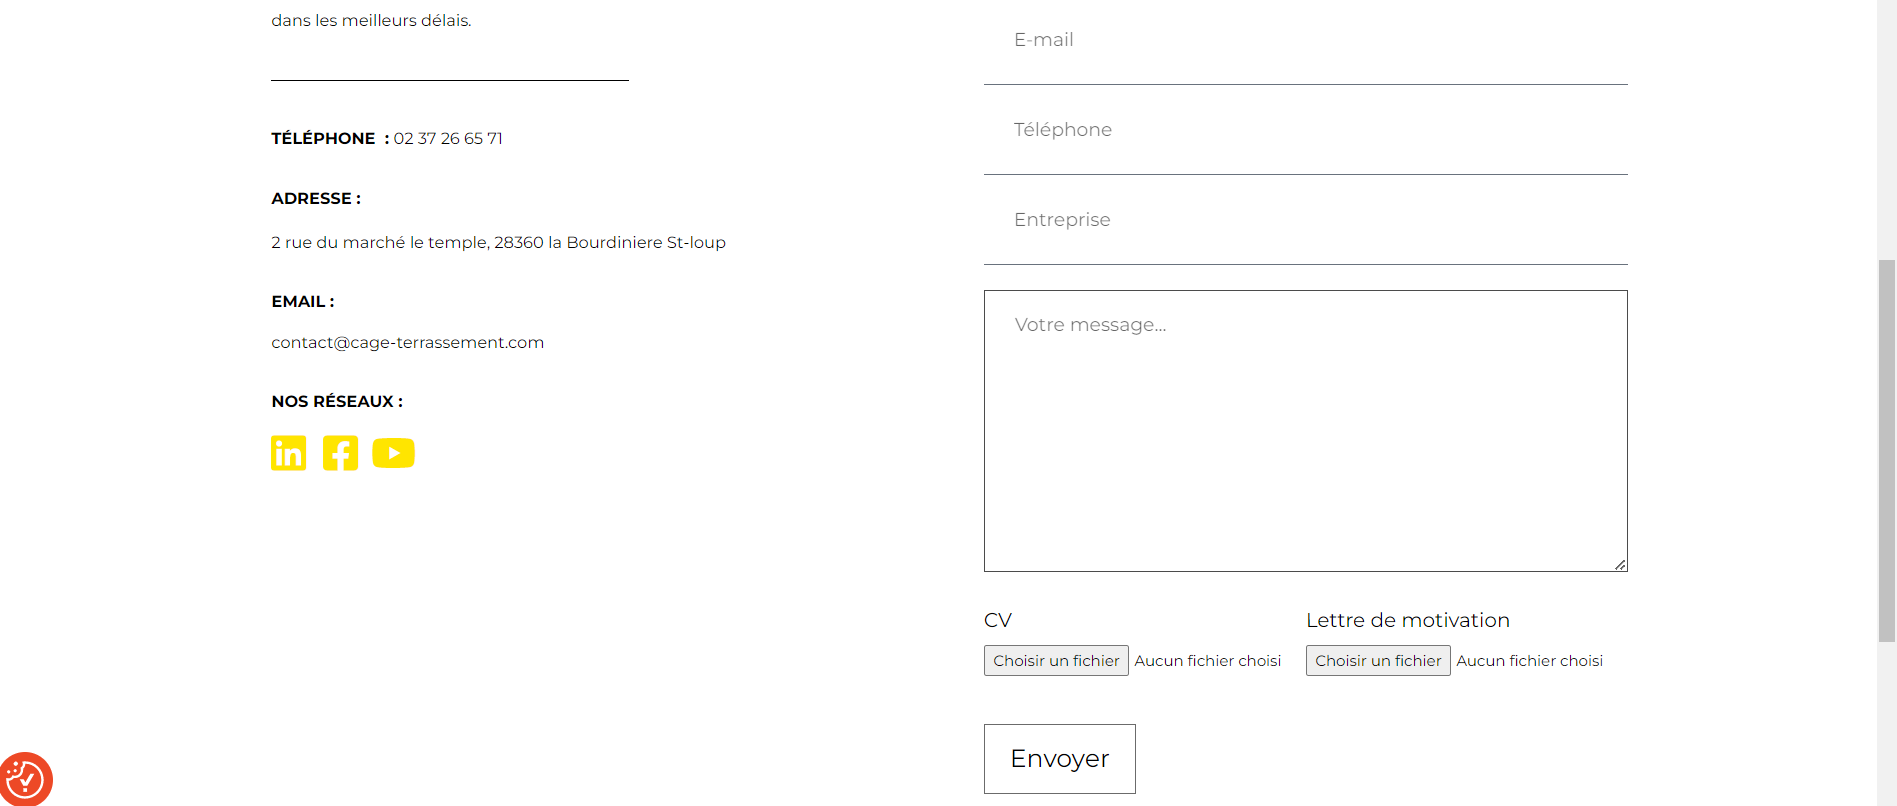 dans les meilleurs délais.
TÉLÉPHONE : 02 37 26 65 71
ADRESSE :
2 rue du marché le temple, 28360 la Bourdiniere St-loup
EMAIL :
contact@cage-terrassement.com
NOS RÉSEAUX :
E-mail
Téléphone
Entreprise
Votre message...
CV
Choisir un fichier Aucun fichier choisi
Lettre de motivation
Choisir un fichier Aucun fichier choisi
Envoyer